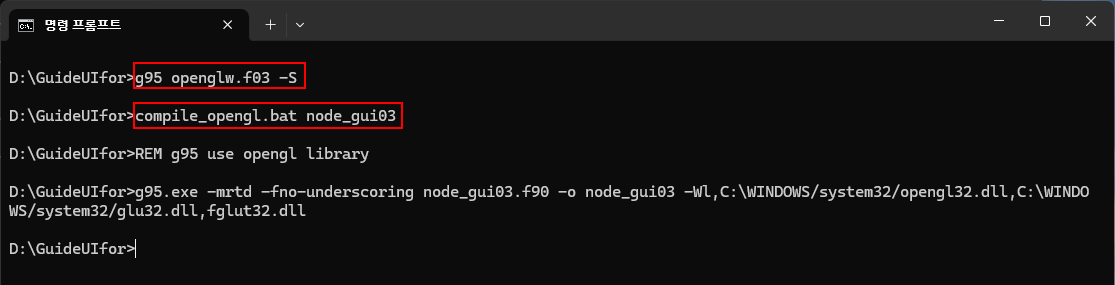 명령 프롬프트
D:\GuideUIfor>g95 openglw.f03 -S
D:\GuideUIfor>compile_opengl.bat node_gui03
D:\GuideUIfor>REM g95 use opengl library
D:\GuideUIfor>g95.exe -mrtd -fno-underscoring node_gui03.f90 -o node_gui03 -Wl,C:\WINDOWS/system32/opengl32.dll,C:\WINDO
WS/system32/glu32.dll,fglut32.dll
D:\GuideUIfor>